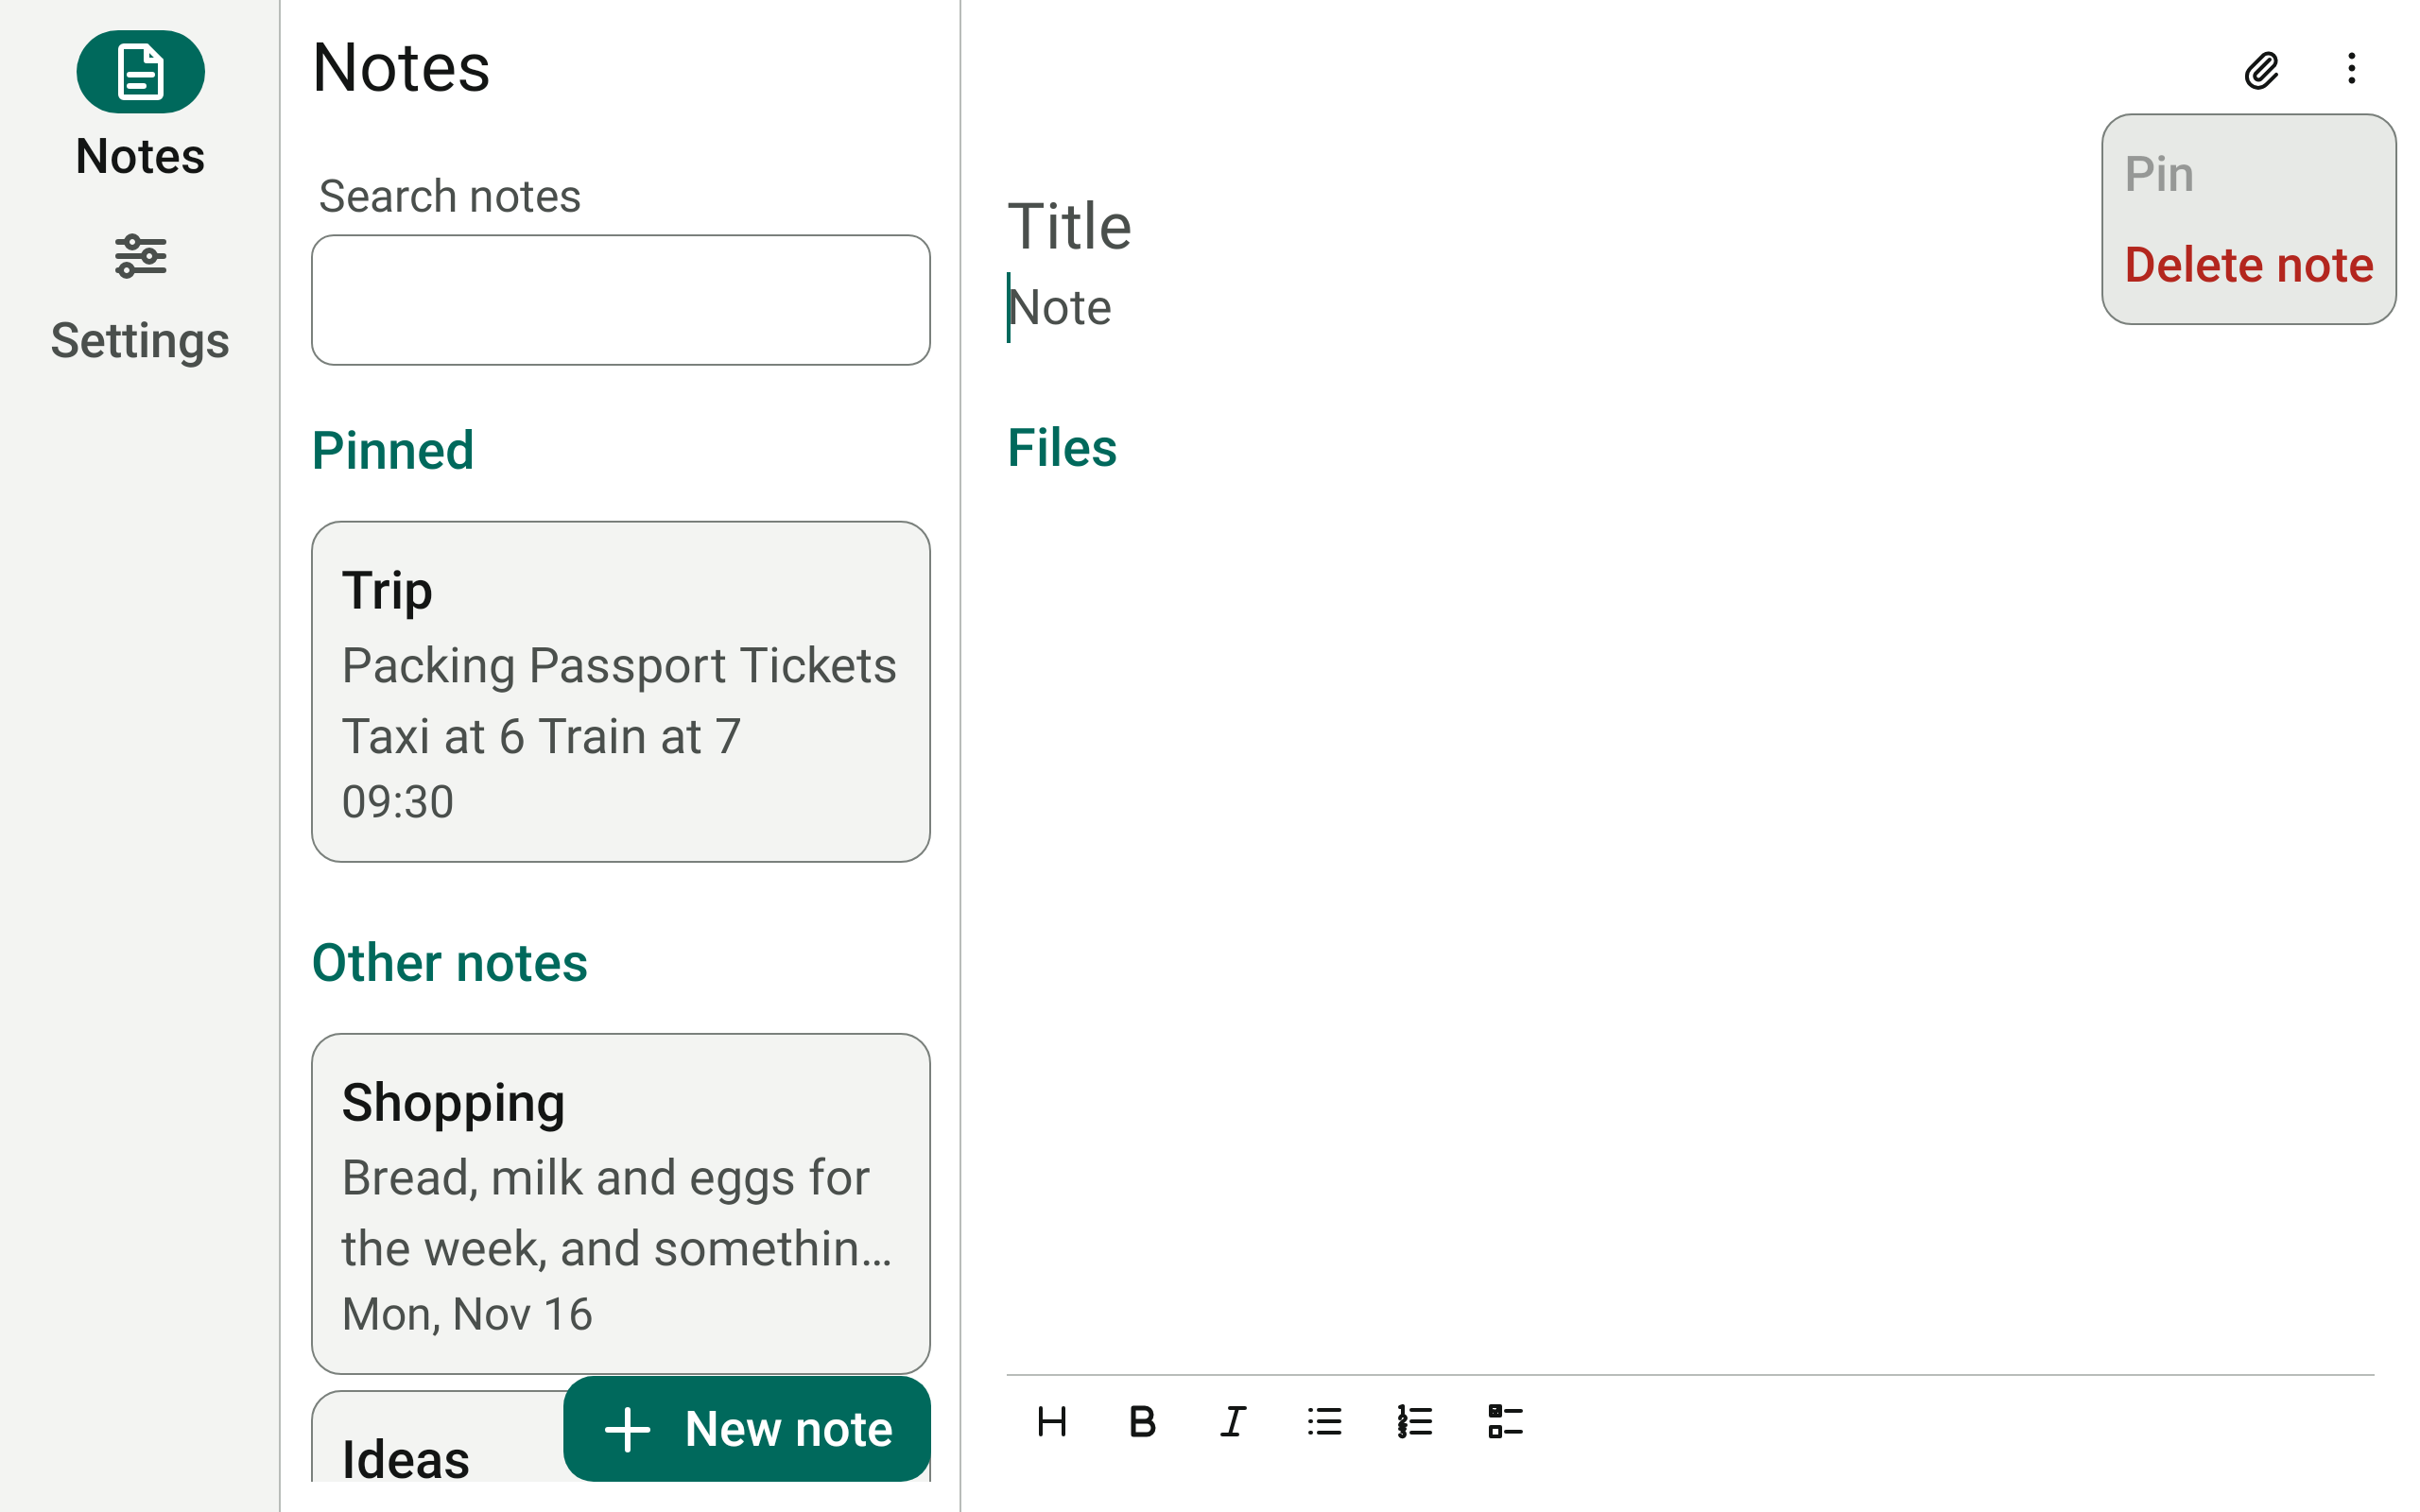 Notes
Settings
Notes
Search notes
Pinned
Trip
Packing Passport Tickets
Taxi at 6 Train at 7
09:30
Other notes
Shopping
Bread, milk and eggs for
the week, and somethin…
Mon, Nov 16
Ideas
New note
Pin
Delete note
Title
Note
Files